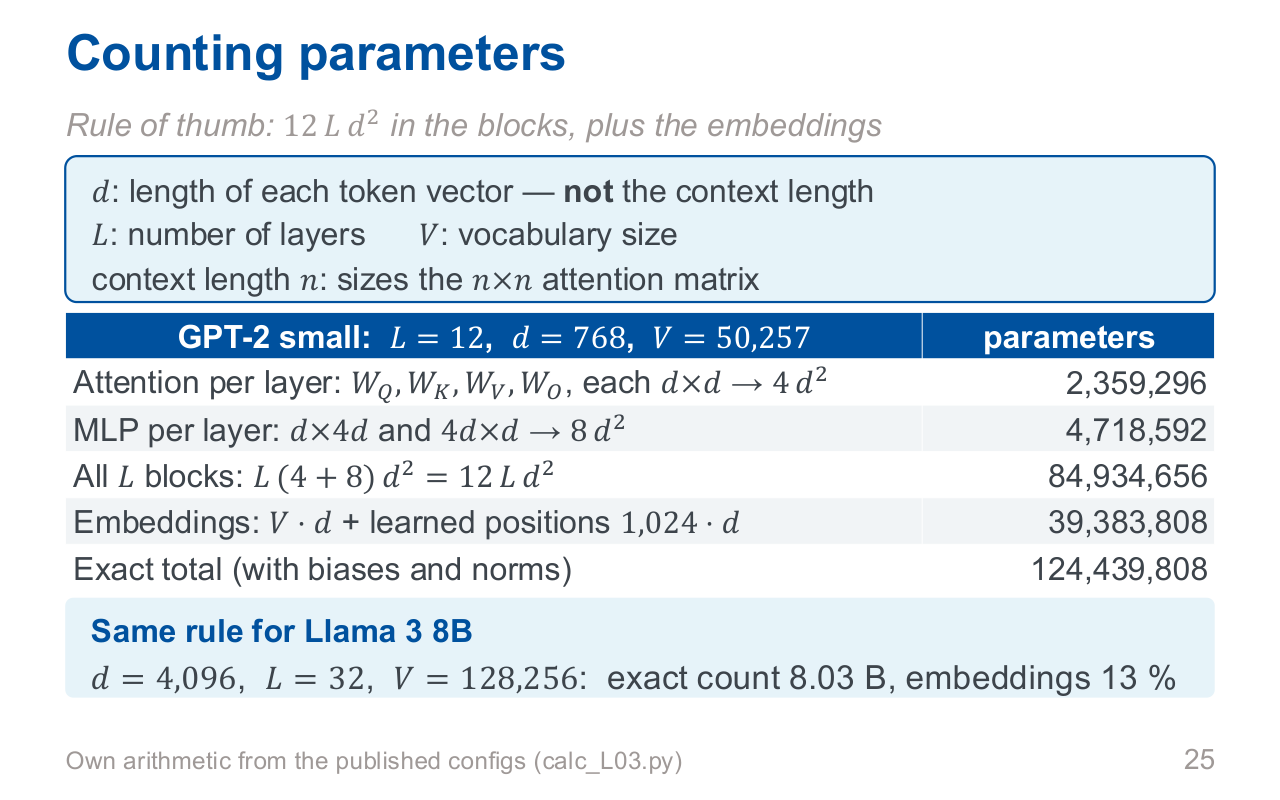 Counting parameters
Rule of thumb: 12 L d² in the blocks, plus the embeddings
d: length of each token vector — not the context length
L: number of layers V: vocabulary size
context length n: sizes the n×n attention matrix
GPT-2 small: L = 12, d = 768, V = 50,257 parameters
Attention per layer: W_Q, W_K, W_V, W_O, each d×d → 4 d² 2,359,296
MLP per layer: d×4d and 4d×d → 8 d² 4,718,592
All L blocks: L (4 + 8) d² = 12 L d² 84,934,656
Embeddings: V · d + learned positions 1,024 · d 39,383,808
Exact total (with biases and norms) 124,439,808
Same rule for Llama 3 8B
d = 4,096, L = 32, V = 128,256: exact count 8.03 B, embeddings 13 %
Own arithmetic from the published configs (calc_L03.py) 25